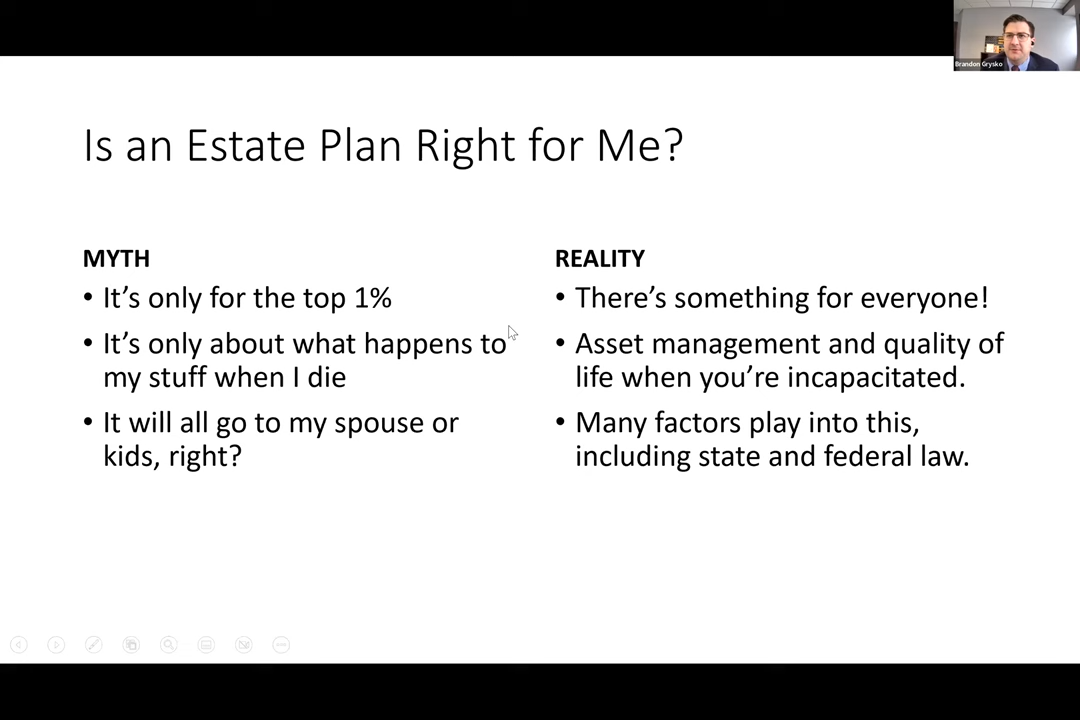 Brandon Grysko
Is an Estate Plan Right for Me?
MYTH
• It’s only for the top 1%
• It’s only about what happens to
my stuff when I die
• It will all go to my spouse or
kids, right?
REALITY
• There’s something for everyone!
• Asset management and quality of
life when you’re incapacitated.
• Many factors play into this,
including state and federal law.